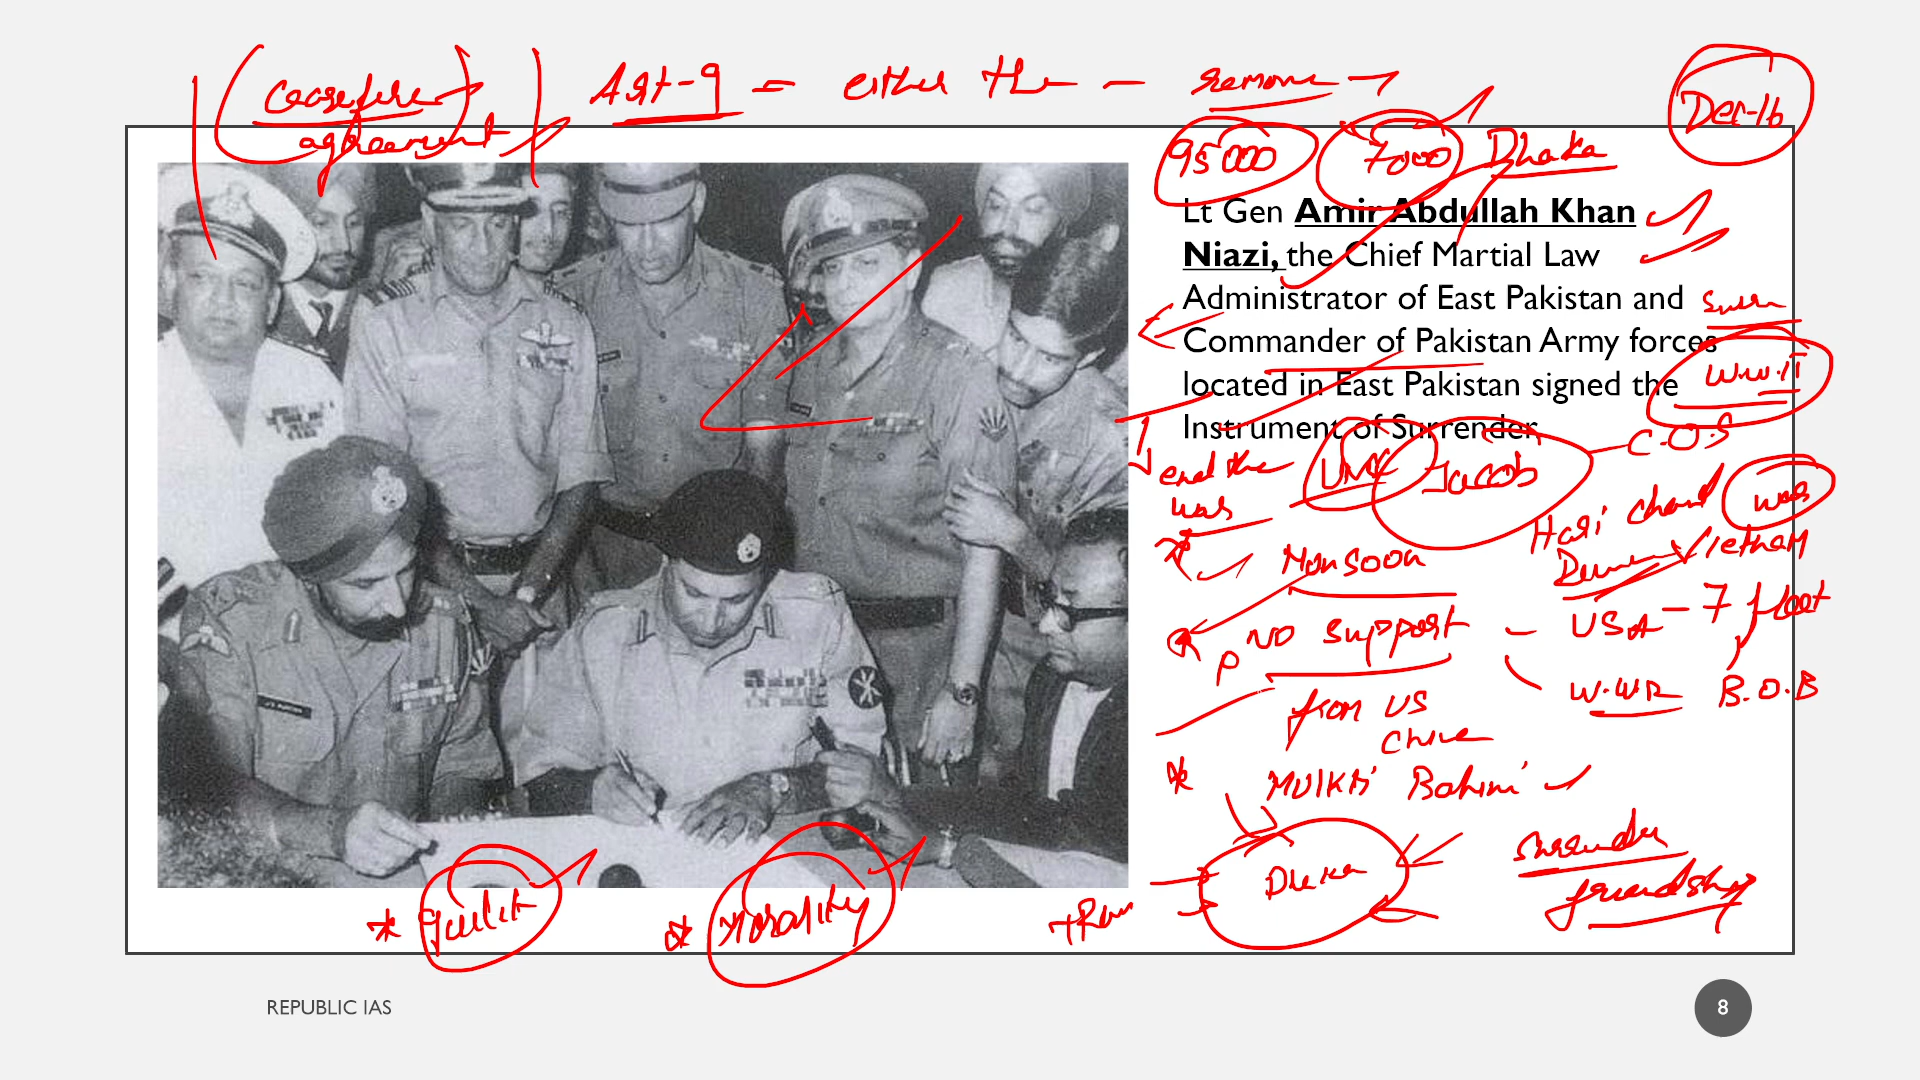 (ceasefire) Art-9 = either the - remove
agreement
Dec-16
95000 7000 Dhaka
Lt Gen Amir Abdullah Khan
Niazi, the Chief Martial Law
Administrator of East Pakistan and
Commander of Pakistan Army forces
located in East Pakistan signed the
Instrument of Surrender.
W.W.II
end the
war
Jacob C.O.S
Hari Chand
war
Vietnam
* Monsoon
NO support - USA - 7 fleet
from US W.W.R B.O.B
China
* Mukti Bahini
Dhaka
surrender
friendship
* guilt * Morality
REPUBLIC IAS
8